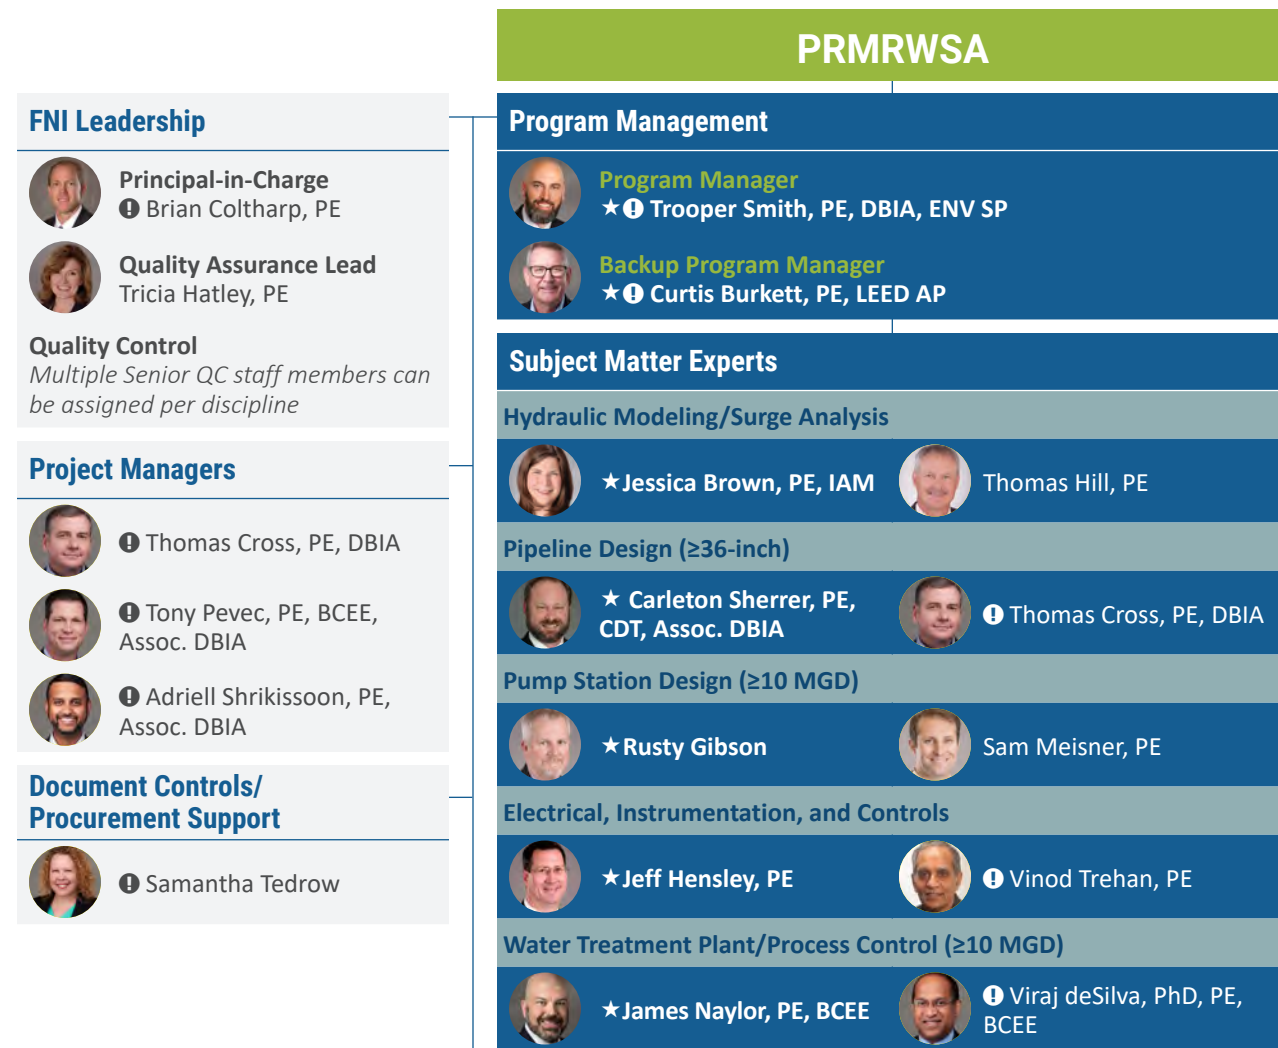 PRMRWSA
FNI Leadership
Principal-in-Charge
Brian Coltharp, PE
Quality Assurance Lead
Tricia Hatley, PE
Quality Control
Multiple Senior QC staff members can
be assigned per discipline
Project Managers
Thomas Cross, PE, DBIA
Tony Pevec, PE, BCEE,
Assoc. DBIA
Adriell Shrikissoon, PE,
Assoc. DBIA
Document Controls/
Procurement Support
Samantha Tedrow
Program Management
Program Manager
★ Trooper Smith, PE, DBIA, ENV SP
Backup Program Manager
★ Curtis Burkett, PE, LEED AP
Subject Matter Experts
Hydraulic Modeling/Surge Analysis
★Jessica Brown, PE, IAM
Thomas Hill, PE
Pipeline Design (≥36-inch)
★ Carleton Sherrer, PE,
CDT, Assoc. DBIA
Thomas Cross, PE, DBIA
Pump Station Design (≥10 MGD)
★Rusty Gibson
Sam Meisner, PE
Electrical, Instrumentation, and Controls
★Jeff Hensley, PE
Vinod Trehan, PE
Water Treatment Plant/Process Control (≥10 MGD)
★James Naylor, PE, BCEE
Viraj deSilva, PhD, PE,
BCEE